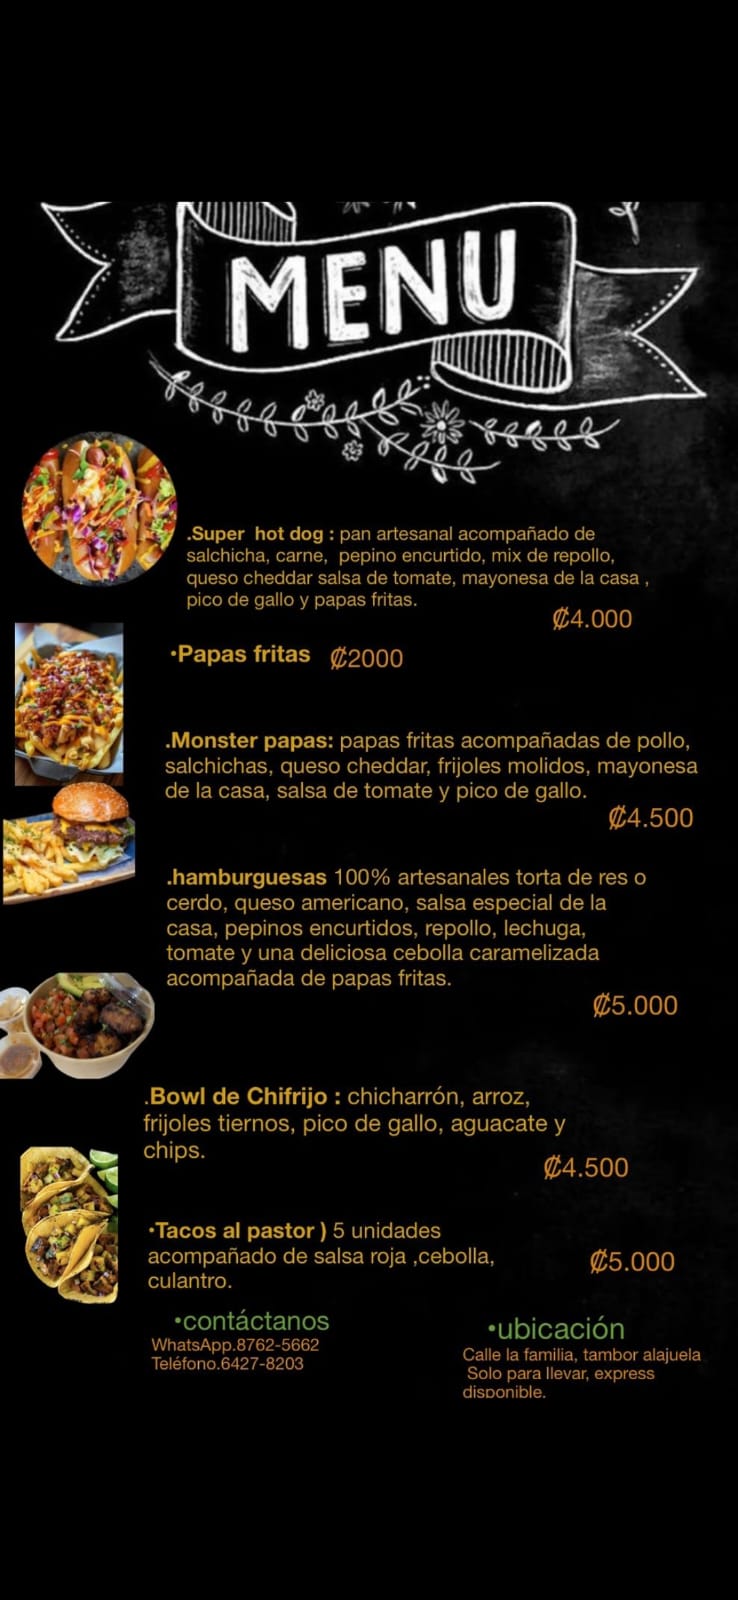 MENU
.Super hot dog : pan artesanal acompañado de
salchicha, carne, pepino encurtido, mix de repollo,
queso cheddar salsa de tomate, mayonesa de la casa ,
pico de gallo y papas fritas.
₡4.000
•Papas fritas ₡2000
.Monster papas: papas fritas acompañadas de pollo,
salchichas, queso cheddar, frijoles molidos, mayonesa
de la casa, salsa de tomate y pico de gallo.
₡4.500
.hamburguesas 100% artesanales torta de res o
cerdo, queso americano, salsa especial de la
casa, pepinos encurtidos, repollo, lechuga,
tomate y una deliciosa cebolla caramelizada
acompañada de papas fritas.
₡5.000
.Bowl de Chifrijo : chicharrón, arroz,
frijoles tiernos, pico de gallo, aguacate y
chips.
₡4.500
•Tacos al pastor ) 5 unidades
acompañado de salsa roja ,cebolla,
culantro.
₡5.000
•contáctanos
WhatsApp.8762-5662
Teléfono.6427-8203
•ubicación
Calle la familia, tambor alajuela
Solo para llevar, express
disponible.